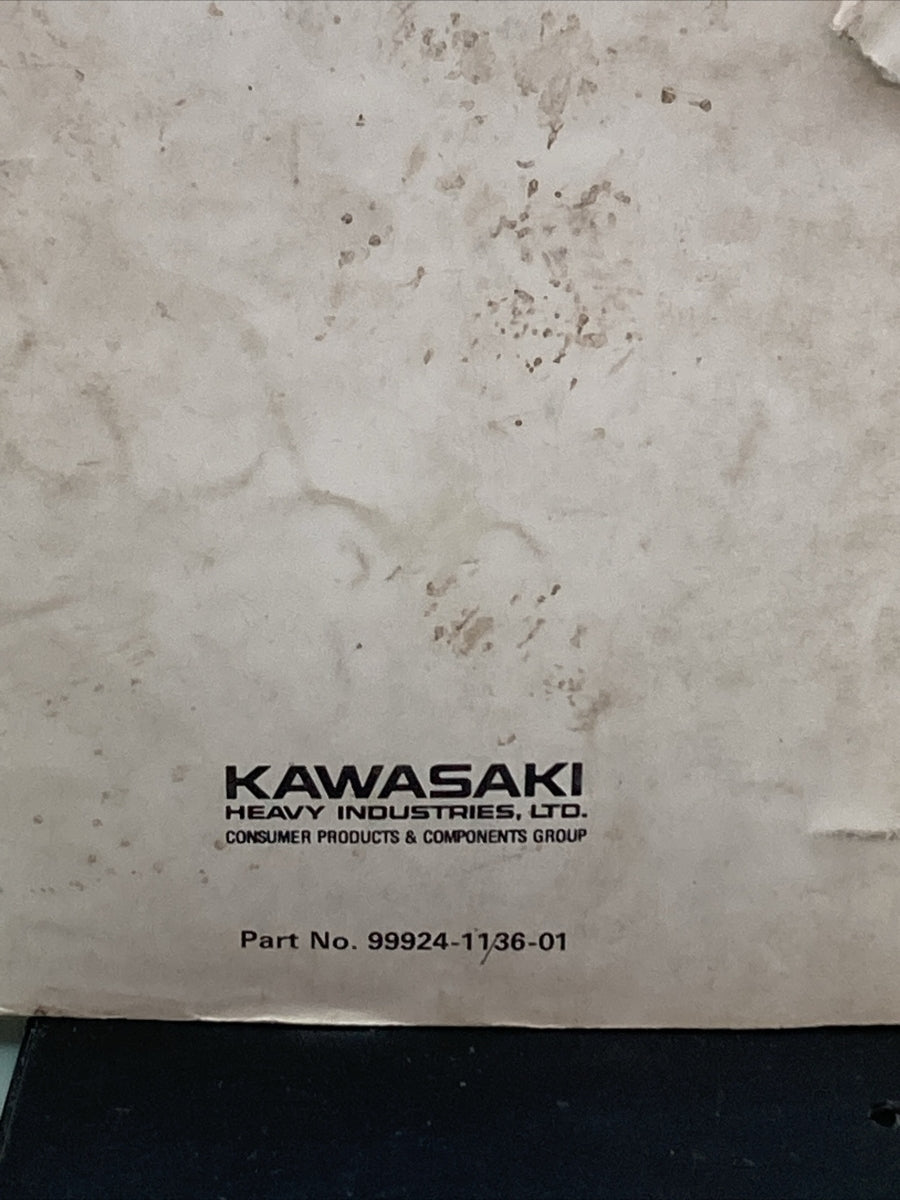 KAWASAKI
HEAVY INDUSTRIES, LTD.
CONSUMER PRODUCTS & COMPONENTS GROUP
Part No. 99924-1136-01